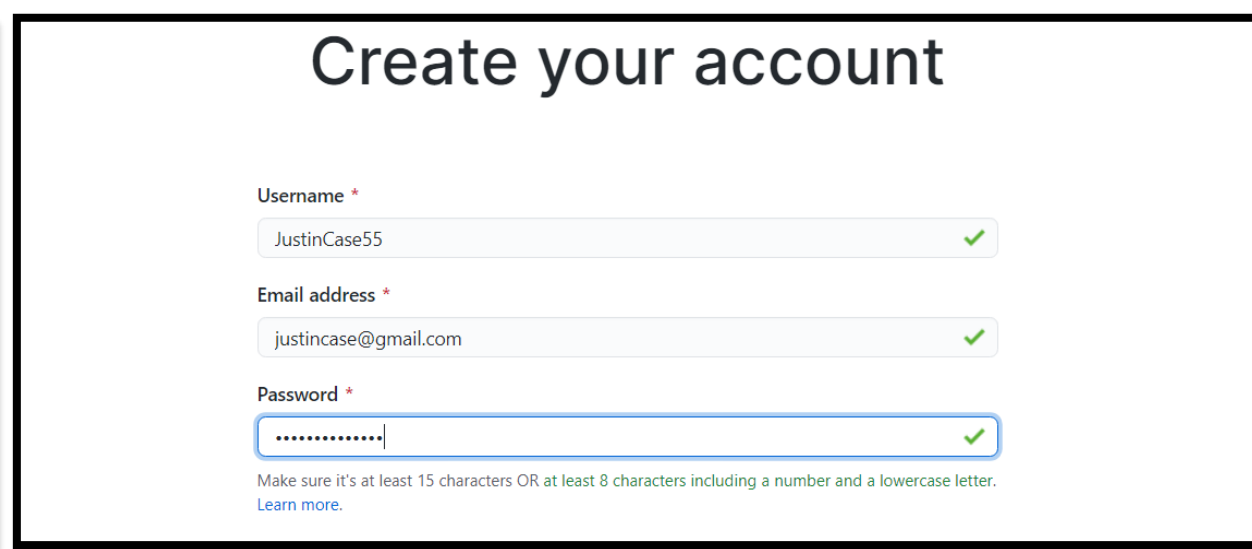 Create your account
Username *
JustinCase55
Email address *
justincase@gmail.com
Password *
••••••••••••••
Make sure it's at least 15 characters OR at least 8 characters including a number and a lowercase letter.
Learn more.